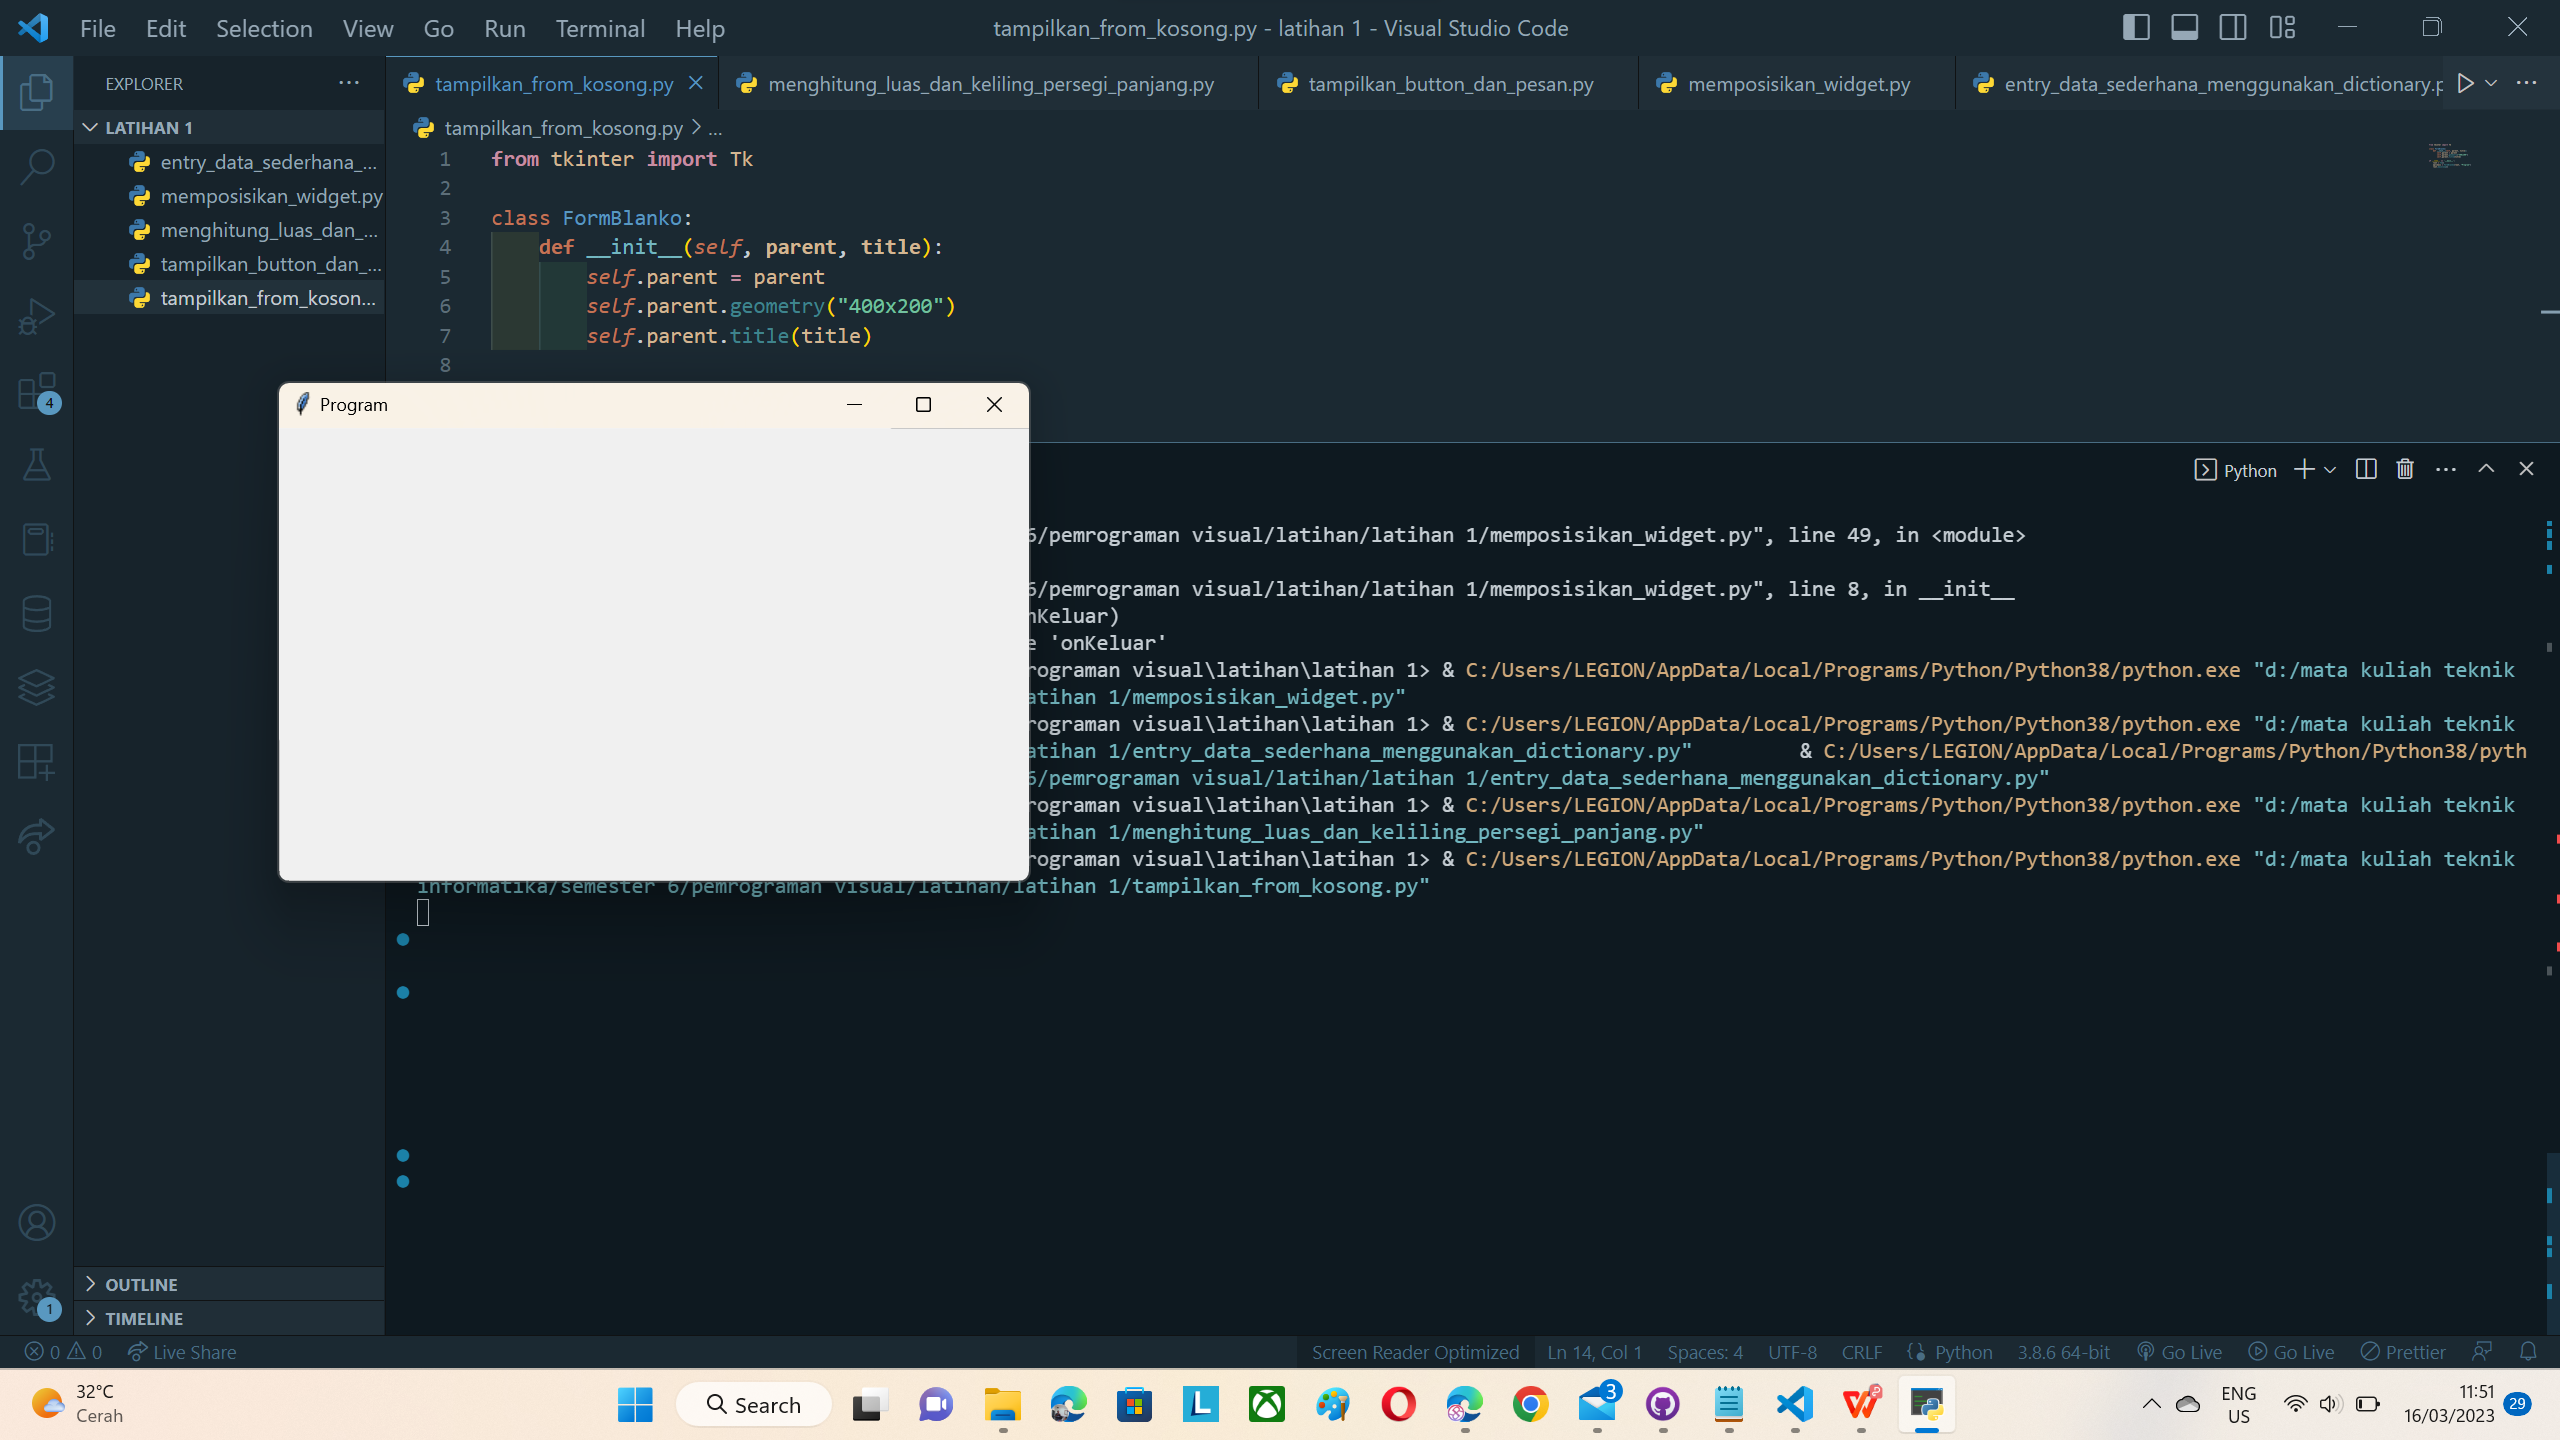 File Edit Selection View Go Run Terminal Help
tampilkan_from_kosong.py - latihan 1 - Visual Studio Code
EXPLORER
tampilkan_from_kosong.py
menghitung_luas_dan_keliling_persegi_panjang.py
tampilkan_button_dan_pesan.py
memposisikan_widget.py
entry_data_sederhana_menggunakan_dictionary.p
LATIHAN 1
entry_data_sederhana_...
memposisikan_widget.py
menghitung_luas_dan_...
tampilkan_button_dan_...
tampilkan_from_koson...
tampilkan_from_kosong.py > ...
1 from tkinter import Tk
2
3 class FormBlanko:
4 def __init__(self, parent, title):
5 self.parent = parent
6 self.parent.geometry("400x200")
7 self.parent.title(title)
8
4
Program
Python
6/pemrograman visual/latihan/latihan 1/memposisikan_widget.py", line 49, in <module>
6/pemrograman visual/latihan/latihan 1/memposisikan_widget.py", line 8, in __init__
nKeluar)
e 'onKeluar'
rograman visual\latihan\latihan 1> & C:/Users/LEGION/AppData/Local/Programs/Python/Python38/python.exe "d:/mata kuliah teknik
atihan 1/memposisikan_widget.py"
rograman visual\latihan\latihan 1> & C:/Users/LEGION/AppData/Local/Programs/Python/Python38/python.exe "d:/mata kuliah teknik
atihan 1/entry_data_sederhana_menggunakan_dictionary.py" & C:/Users/LEGION/AppData/Local/Programs/Python/Python38/pyth
6/pemrograman visual/latihan/latihan 1/entry_data_sederhana_menggunakan_dictionary.py"
rograman visual\latihan\latihan 1> & C:/Users/LEGION/AppData/Local/Programs/Python/Python38/python.exe "d:/mata kuliah teknik
atihan 1/menghitung_luas_dan_keliling_persegi_panjang.py"
rograman visual\latihan\latihan 1> & C:/Users/LEGION/AppData/Local/Programs/Python/Python38/python.exe "d:/mata kuliah teknik
informatika/semester 6/pemrograman visual/latihan/latihan 1/tampilkan_from_kosong.py"
OUTLINE
TIMELINE
1
0 0 Live Share
Screen Reader Optimized Ln 14, Col 1 Spaces: 4 UTF-8 CRLF Python 3.8.6 64-bit Go Live Go Live Prettier
32°C
Cerah
Search
3
ENG
US
11:51
16/03/2023
29